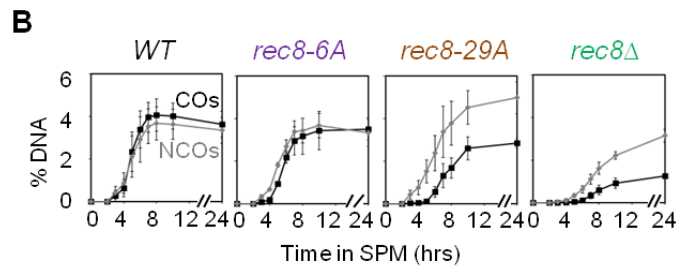 B
WT rec8-6A rec8-29A rec8Δ
6
4
2
0
% DNA
COs
NCOs
0 4 8 12 24 0 4 8 12 24 0 4 8 12 24 0 4 8 12 24
Time in SPM (hrs)